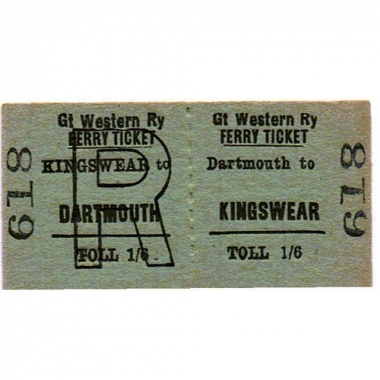 618
Gt Western Ry
FERRY TICKET
KINGSWEAR to
DARTMOUTH
TOLL 1/6.
R
Gt Western Ry
FERRY TICKET
Dartmouth to
KINGSWEAR
TOLL 1/6
618